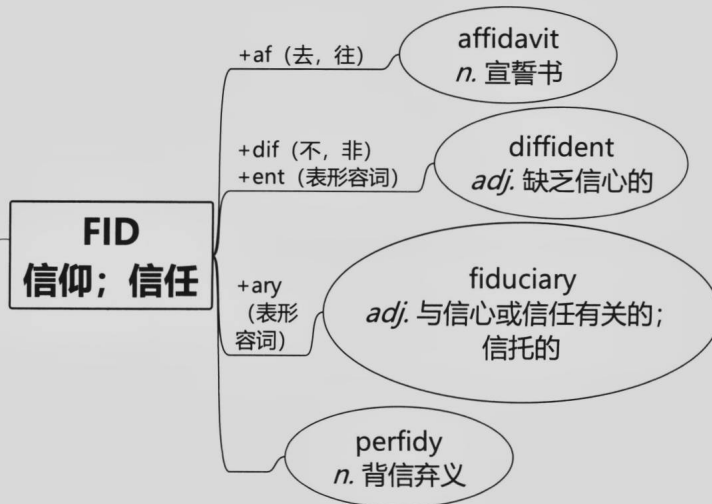 +af（去，往）
affidavit
n. 宣誓书
+dif（不，非）
+ent（表形容词）
diffident
adj. 缺乏信心的
FID
信仰；信任
+ary
（表形
容词）
fiduciary
adj. 与信心或信任有关的；
信托的
perfidy
n. 背信弃义